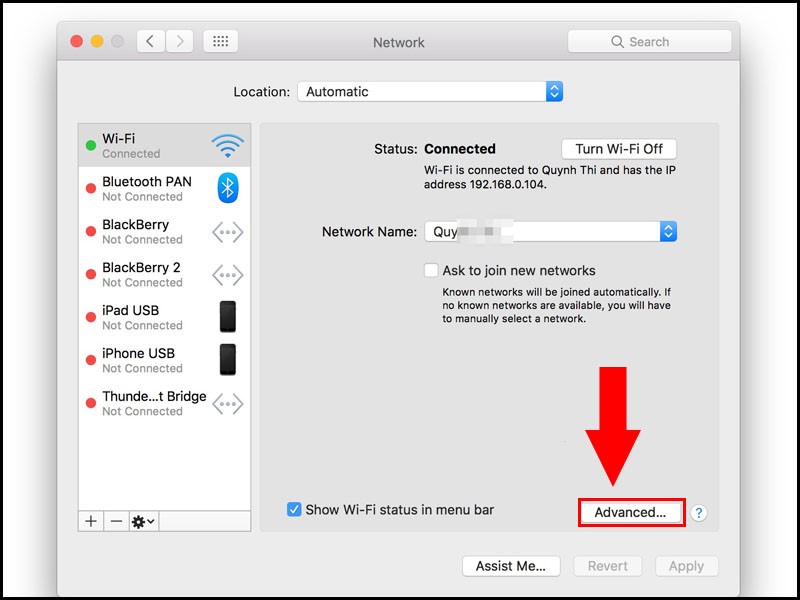 Network
Search
Location: Automatic
Wi-Fi
Connected
Bluetooth PAN
Not Connected
BlackBerry
Not Connected
BlackBerry 2
Not Connected
iPad USB
Not Connected
iPhone USB
Not Connected
Thunde...t Bridge
Not Connected
Status: Connected
Turn Wi-Fi Off
Wi-Fi is connected to Quynh Thi and has the IP
address 192.168.0.104.
Network Name:
Ask to join new networks
Known networks will be joined automatically. If
no known networks are available, you will have
to manually select a network.
Show Wi-Fi status in menu bar
Advanced...
?
Assist Me...
Revert
Apply